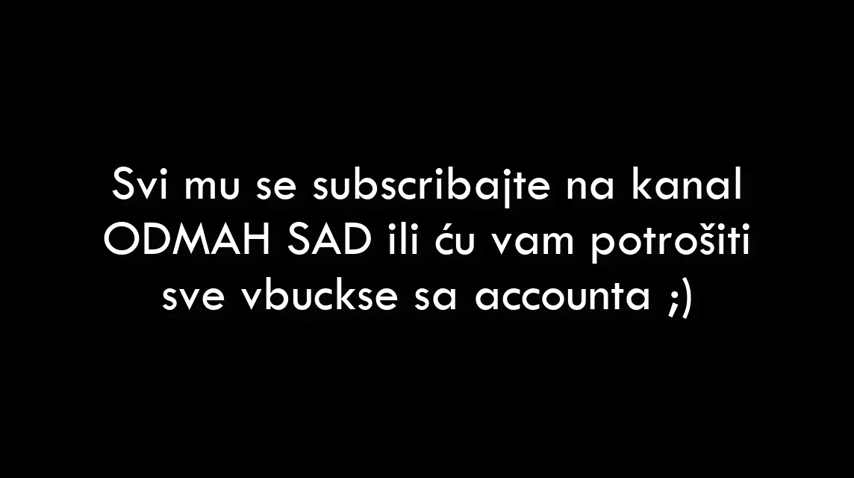 Svi mu se subscribajte na kanal
ODMAH SAD ili ću vam potrošiti
sve vbuckse sa accounta ;)